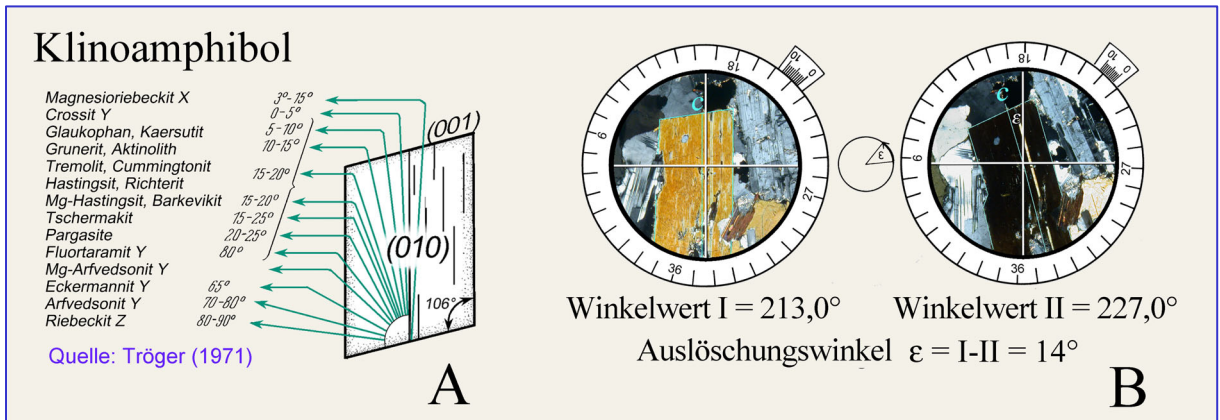 Klinoamphibol
Magnesioriebeckit X 3°-15°
Crossit Y 0-5°
Glaukophan, Kaersutit 5-10°
Grunerit, Aktinolith 10-15°
Tremolit, Cummingtonit
Hastingsit, Richterit 15-20°
Mg-Hastingsit, Barkevikit 15-20°
Tschermakit 15-25°
Pargasite 20-25°
Fluortaramit Y 80°
Mg-Arfvedsonit Y
Eckermannit Y 65°
Arfvedsonit Y 70-80°
Riebeckit Z 80-90°
Quelle: Tröger (1971)
(001)
(010)
106°
A
18
10 0
c
9
27
36
ε
18
10 0
c
ε
9
27
36
Winkelwert I = 213,0°
Winkelwert II = 227,0°
Auslöschungswinkel ε = I-II = 14°
B